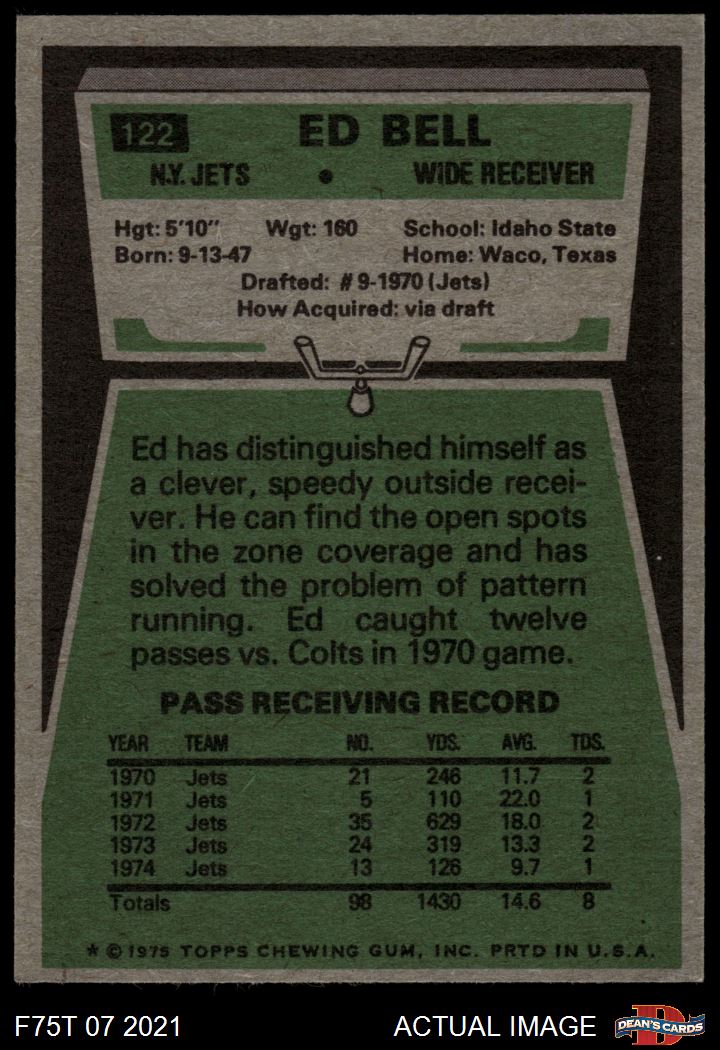 122
ED BELL
N.Y. JETS • WIDE RECEIVER
Hgt: 5'10" Wgt: 160 School: Idaho State
Born: 9-13-47 Home: Waco, Texas
Drafted: # 9-1970 (Jets)
How Acquired: via draft
Ed has distinguished himself as
a clever, speedy outside recei-
ver. He can find the open spots
in the zone coverage and has
solved the problem of pattern
running. Ed caught twelve
passes vs. Colts in 1970 game.
PASS RECEIVING RECORD
YEAR TEAM NO. YDS. AVG. TDS.
1970 Jets 21 246 11.7 2
1971 Jets 5 110 22.0 1
1972 Jets 35 629 18.0 2
1973 Jets 24 319 13.3 2
1974 Jets 13 126 9.7 1
Totals 98 1430 14.6 8
* © 1975 TOPPS CHEWING GUM, INC. PRTD IN U.S.A.
F75T 07 2021 ACTUAL IMAGE D DEAN'S CARDS